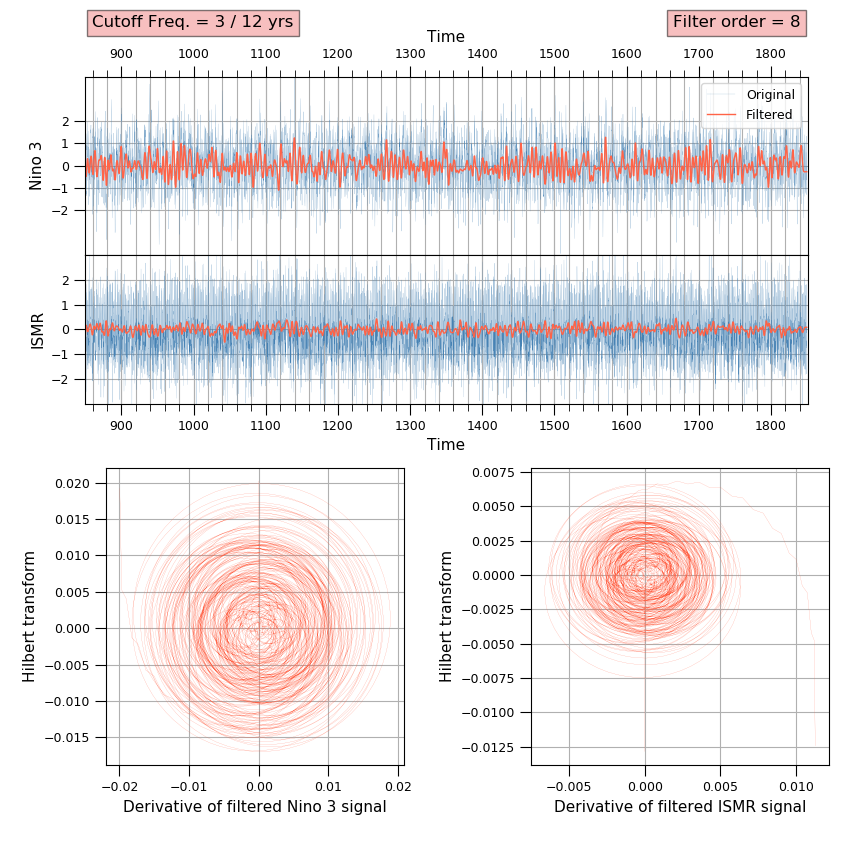 Cutoff Freq. = 3 / 12 yrs
Filter order = 8
Time
900 1000 1100 1200 1300 1400 1500 1600 1700 1800
Original
Filtered
Nino 3
2
1
0
−1
−2
ISMR
2
1
0
−1
−2
900 1000 1100 1200 1300 1400 1500 1600 1700 1800
Time
Hilbert transform
0.020
0.015
0.010
0.005
0.000
−0.005
−0.010
−0.015
−0.02 −0.01 0.00 0.01 0.02
Derivative of filtered Nino 3 signal
Hilbert transform
0.0075
0.0050
0.0025
0.0000
−0.0025
−0.0050
−0.0075
−0.0100
−0.0125
−0.005 0.000 0.005 0.010
Derivative of filtered ISMR signal